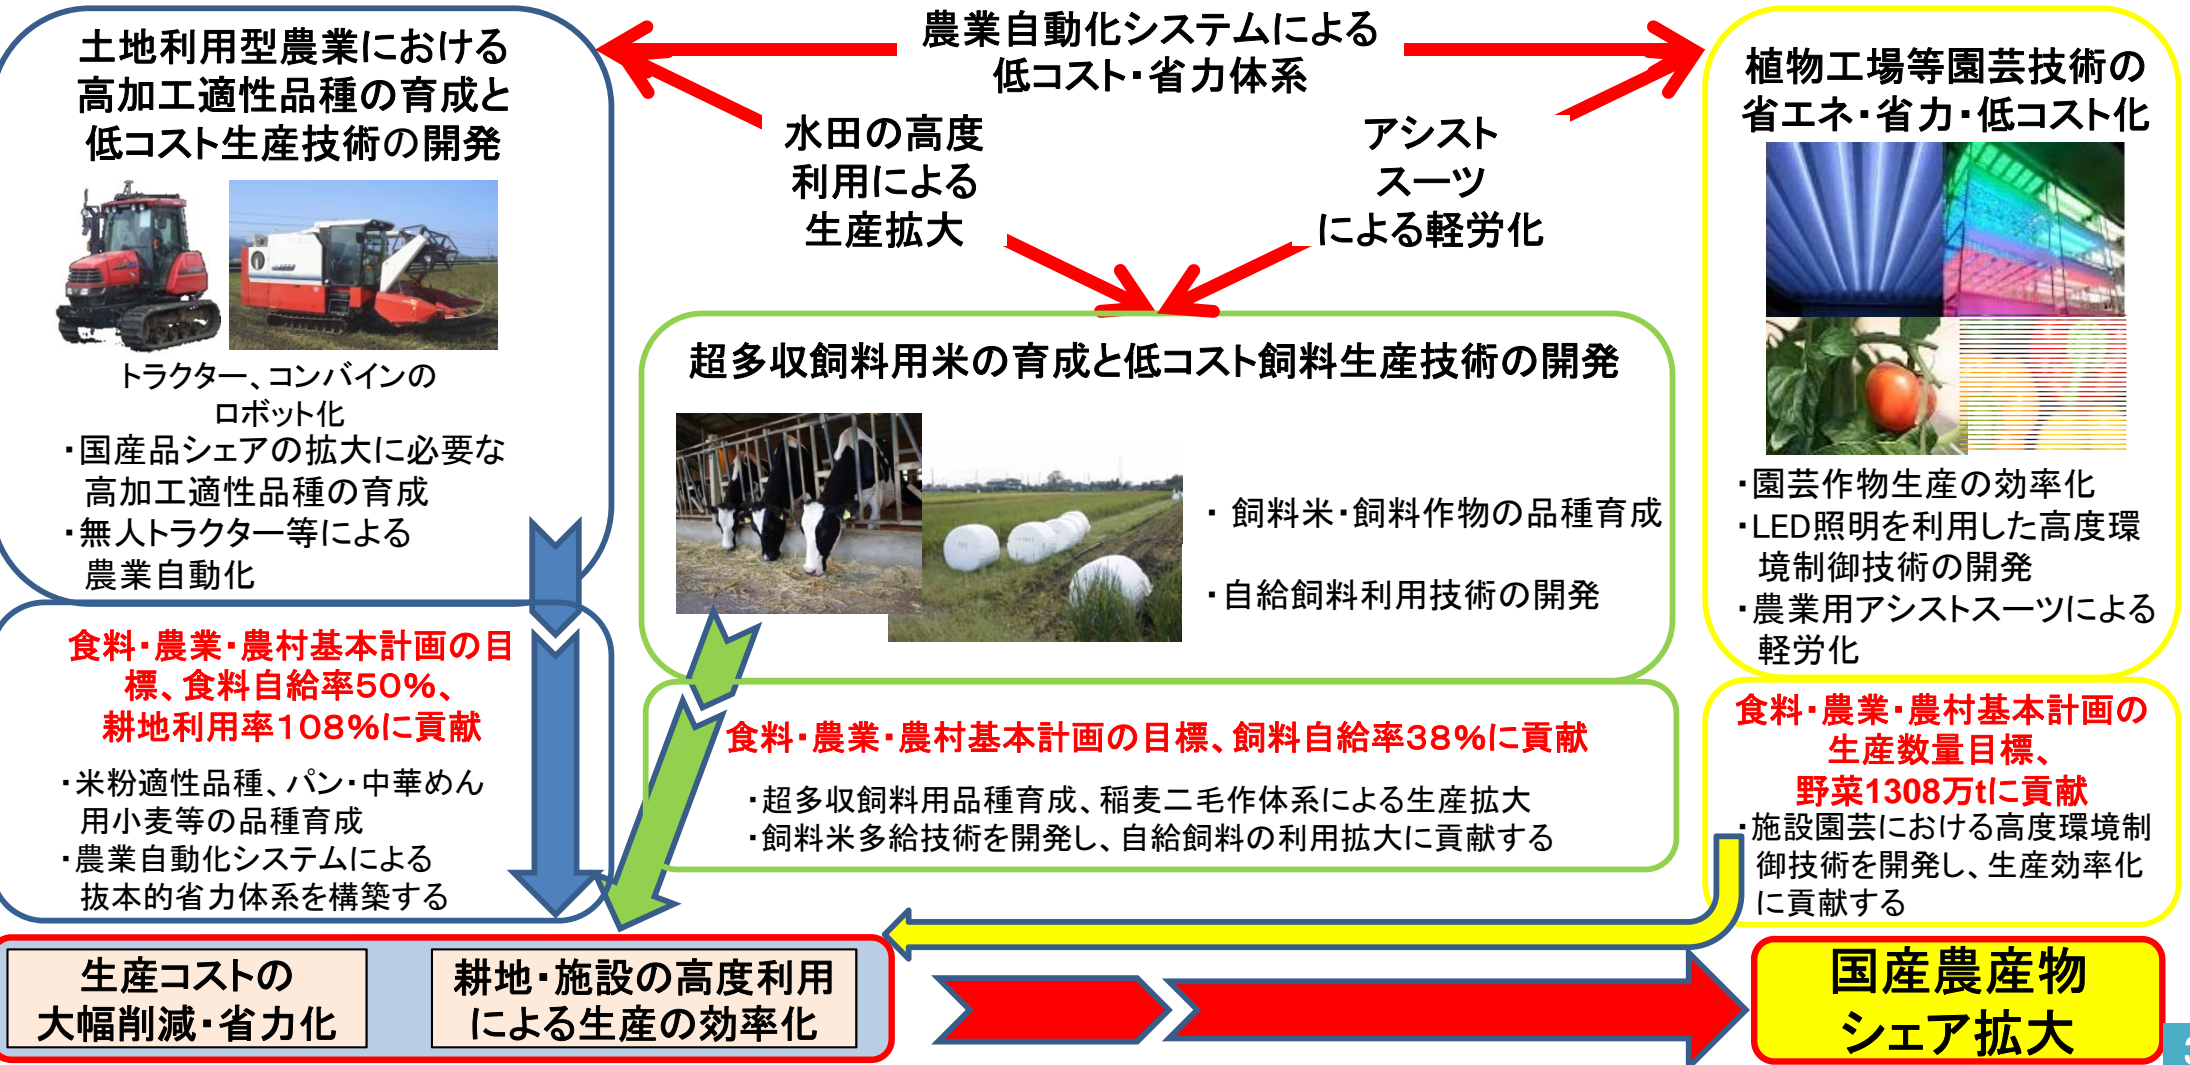 土地利用型農業における
高加工適性品種の育成と
低コスト生産技術の開発
トラクター、コンバインの
ロボット化
・国産品シェアの拡大に必要な
高加工適性品種の育成
・無人トラクター等による
農業自動化
農業自動化システムによる
低コスト・省力体系
水田の高度
利用による
生産拡大
アシスト
スーツ
による軽労化
植物工場等園芸技術の
省エネ・省力・低コスト化
・園芸作物生産の効率化
・LED照明を利用した高度環
境制御技術の開発
・農業用アシストスーツによる
軽労化
超多収飼料用米の育成と低コスト飼料生産技術の開発
・ 飼料米・飼料作物の品種育成
・自給飼料利用技術の開発
食料・農業・農村基本計画の目
標、食料自給率50%、
耕地利用率108%に貢献
・米粉適性品種、パン・中華めん
用小麦等の品種育成
・農業自動化システムによる
抜本的省力体系を構築する
食料・農業・農村基本計画の目標、飼料自給率38%に貢献
・超多収飼料用品種育成、稲麦二毛作体系による生産拡大
・飼料米多給技術を開発し、自給飼料の利用拡大に貢献する
食料・農業・農村基本計画の
生産数量目標、
野菜1308万tに貢献
・施設園芸における高度環境制
御技術を開発し、生産効率化
に貢献する
生産コストの
大幅削減・省力化
耕地・施設の高度利用
による生産の効率化
国産農産物
シェア拡大